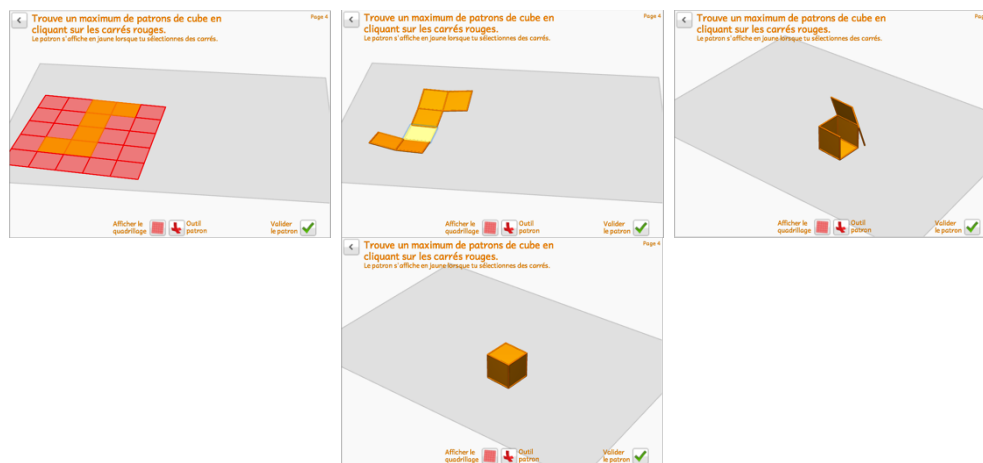 Trouve un maximum de patrons de cube en
cliquant sur les carrés rouges.
Le patron s'affiche en jaune lorsque tu sélectionnes des carrés.
Page 4
Afficher le
quadrillage
Outil
patron
Valider
le patron
Trouve un maximum de patrons de cube en
cliquant sur les carrés rouges.
Le patron s'affiche en jaune lorsque tu sélectionnes des carrés.
Page 4
Afficher le
quadrillage
Outil
patron
Valider
le patron
Trouve un maximum de patrons de cube en
cliquant sur les carrés rouges.
Le patron s'affiche en jaune lorsque tu sélectionnes des carrés.
Pag
Afficher le
quadrillage
Outil
patron
Valider
le patron
Trouve un maximum de patrons de cube en
cliquant sur les carrés rouges.
Le patron s'affiche en jaune lorsque tu sélectionnes des carrés.
Page 4
Afficher le
quadrillage
Outil
patron
Valider
le patron